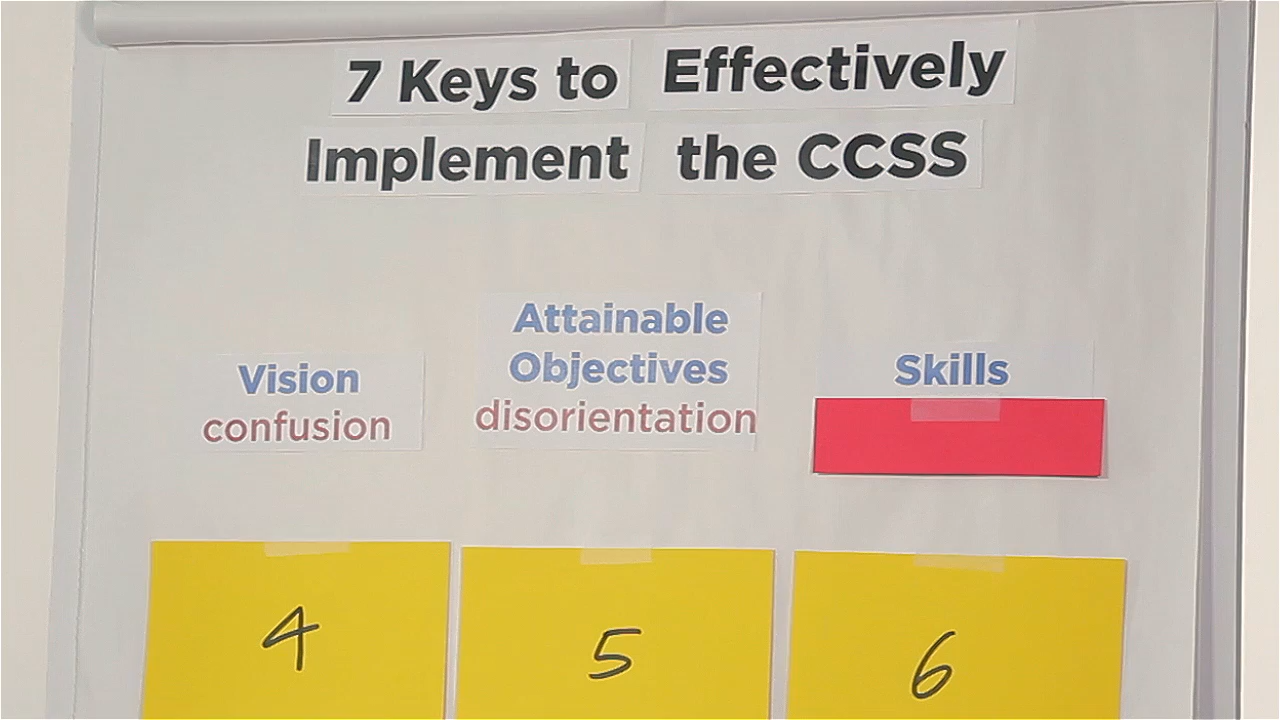 7 Keys to Effectively
Implement the CCSS
Vision
confusion
Attainable
Objectives
disorientation
Skills
4 5 6